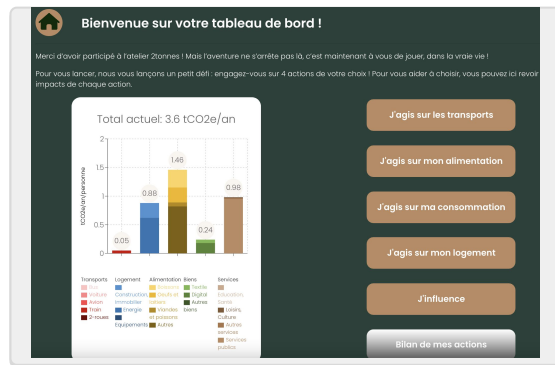 Bienvenue sur votre tableau de bord !
Merci d'avoir participé à l'atelier 2tonnes ! Mais l'aventure ne s'arrête pas là, c'est maintenant à vous de jouer, dans la vraie vie !
Pour vous lancer, nous vous lançons un petit défi : engagez-vous sur 4 actions de votre choix ! Pour vous aider à choisir, vous pouvez ici revoir
impacts de chaque action.
Total actuel: 3.6 tCO2e/an
tCO2e/an/personne
2
1.5
1
0.5
0
0.05
0.88
1.46
0.24
0.98
Transports
Bus
Voiture
Avion
Train
2-roues
Logement
Construction,
immobilier
Energie
Equipements
Alimentation
Boissons
Oeufs et
laitiers
Viandes
et poissons
Autres
Biens
Textile
Digital
Autres
biens
Services
Education,
Santé
Loisirs,
Culture
Autres
services
Services
publics
J'agis sur les transports
J'agis sur mon alimentation
J'agis sur ma consommation
J'agis sur mon logement
J'influence
Bilan de mes actions